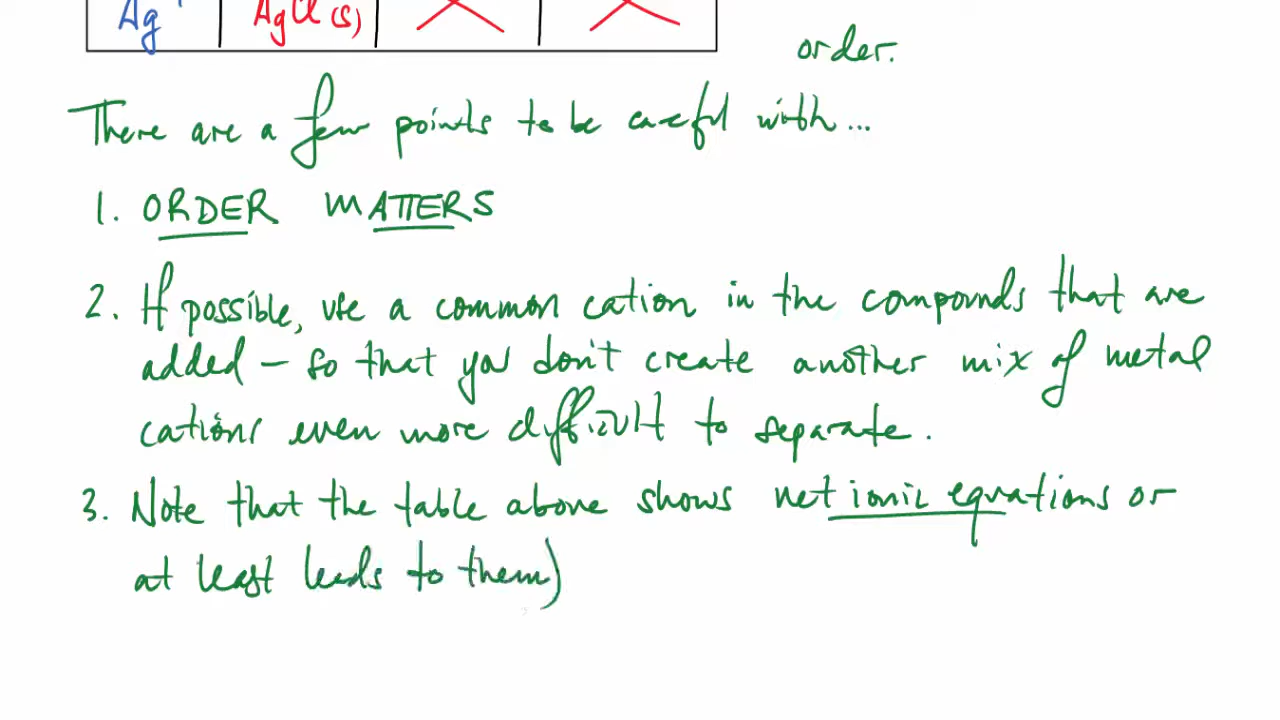 Ag+ AgCl(s)
order.
There are a few points to be careful with...
1. ORDER MATTERS
2. If possible, use a common cation in the compounds that are
added – so that you don't create another mix of metal
cations even more difficult to separate.
3. Note that the table above shows net ionic equations or
at least leads to them)